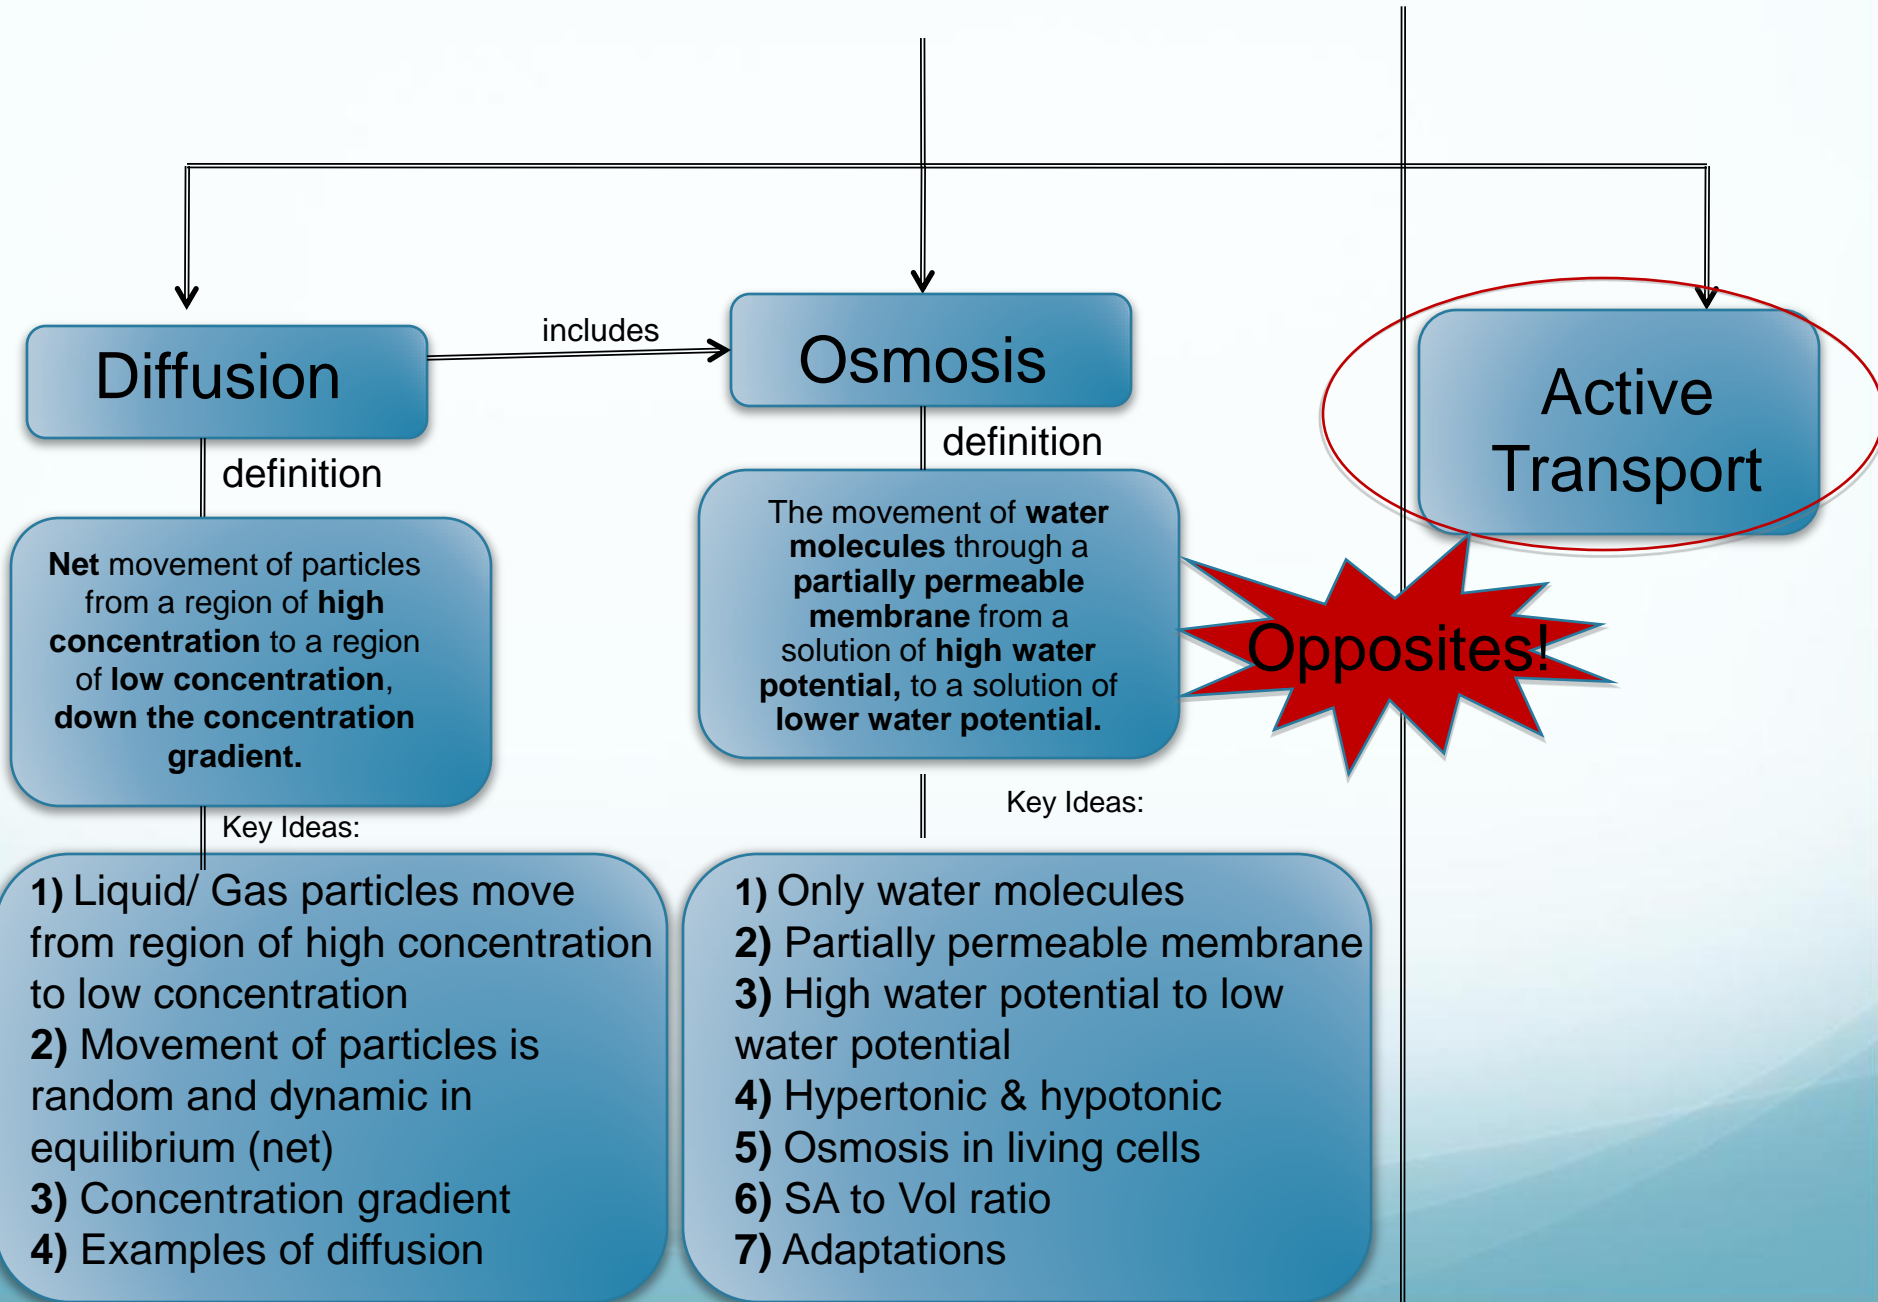 Diffusion
includes
Osmosis
Active
Transport
definition
Net movement of particles
from a region of high
concentration to a region
of low concentration,
down the concentration
gradient.
definition
The movement of water
molecules through a
partially permeable
membrane from a
solution of high water
potential, to a solution of
lower water potential.
Opposites!
Key Ideas:
1) Liquid/ Gas particles move
from region of high concentration
to low concentration
2) Movement of particles is
random and dynamic in
equilibrium (net)
3) Concentration gradient
4) Examples of diffusion
Key Ideas:
1) Only water molecules
2) Partially permeable membrane
3) High water potential to low
water potential
4) Hypertonic & hypotonic
5) Osmosis in living cells
6) SA to Vol ratio
7) Adaptations